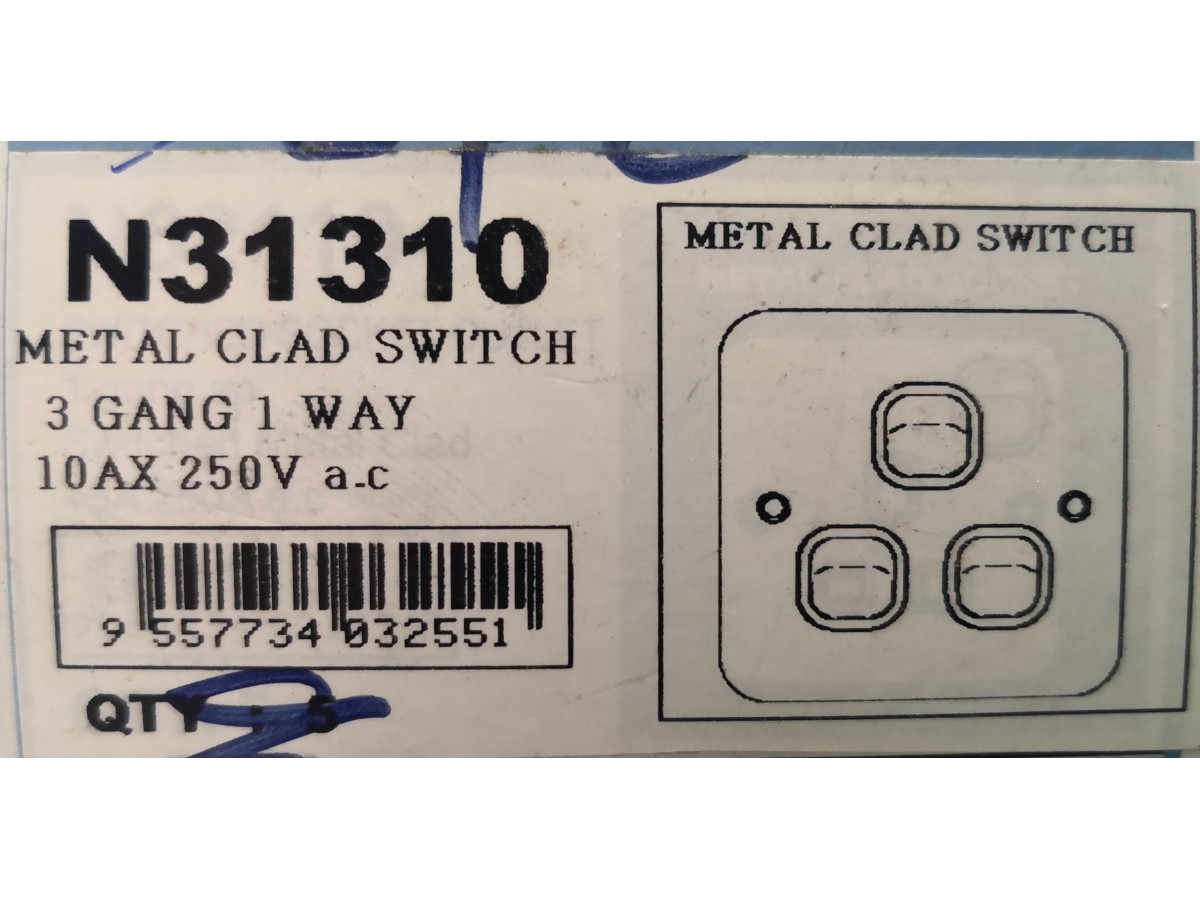 N31310
METAL CLAD SWITCH
3 GANG 1 WAY
10AX 250V a.c
9 557734 032551
QTY : 5
METAL CLAD SWITCH